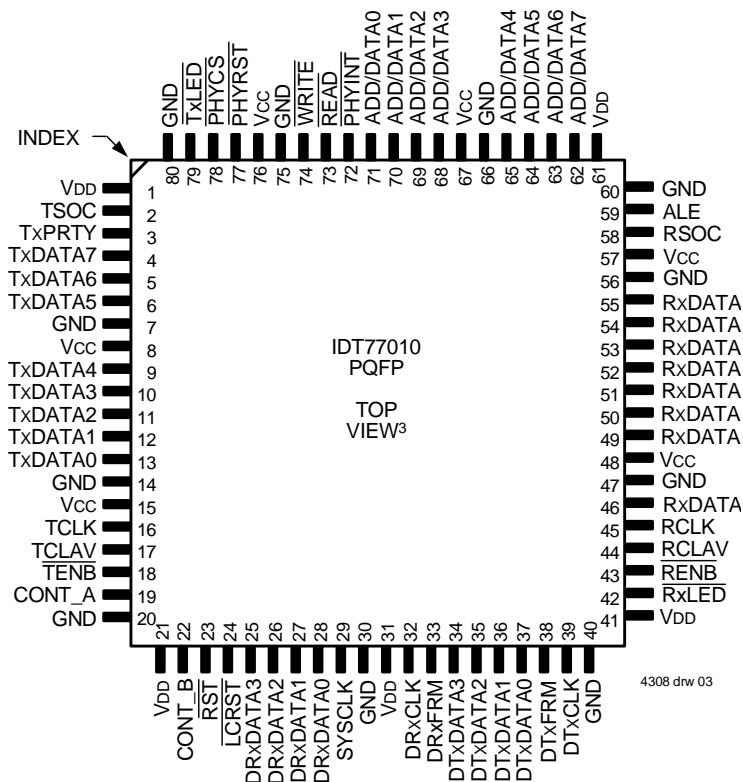 GND
TxLED
PHYCS
PHYRST
VCC
GND
WRITE
READ
PHYINT
ADD/DATA0
ADD/DATA1
ADD/DATA2
ADD/DATA3
VCC
GND
ADD/DATA4
ADD/DATA5
ADD/DATA6
ADD/DATA7
VDD
INDEX
80 79 78 77 76 75 74 73 72 71 70 69 68 67 66 65 64 63 62 61
VDD 1
TSOC 2
TxPRTY 3
TxDATA7 4
TxDATA6 5
TxDATA5 6
GND 7
VCC 8
TxDATA4 9
TxDATA3 10
TxDATA2 11
TxDATA1 12
TxDATA0 13
GND 14
VCC 15
TCLK 16
TCLAV 17
TENB 18
CONT_A 19
GND 20
IDT77010
PQFP
TOP
VIEW³
60 GND
59 ALE
58 RSOC
57 VCC
56 GND
55 RxDATA
54 RxDATA
53 RxDATA
52 RxDATA
51 RxDATA
50 RxDATA
49 RxDATA
48 VCC
47 GND
46 RxDATA
45 RCLK
44 RCLAV
43 RENB
42 RxLED
41 VDD
21 22 23 24 25 26 27 28 29 30 31 32 33 34 35 36 37 38 39 40
VDD
CONT_B
RST
LCRST
DRxDATA3
DRxDATA2
DRxDATA1
DRxDATA0
SYSCLK
GND
VDD
DRxCLK
DRxFRM
DTxDATA3
DTxDATA2
DTxDATA1
DTxDATA0
DTxFRM
DTxCLK
GND
4308 drw 03